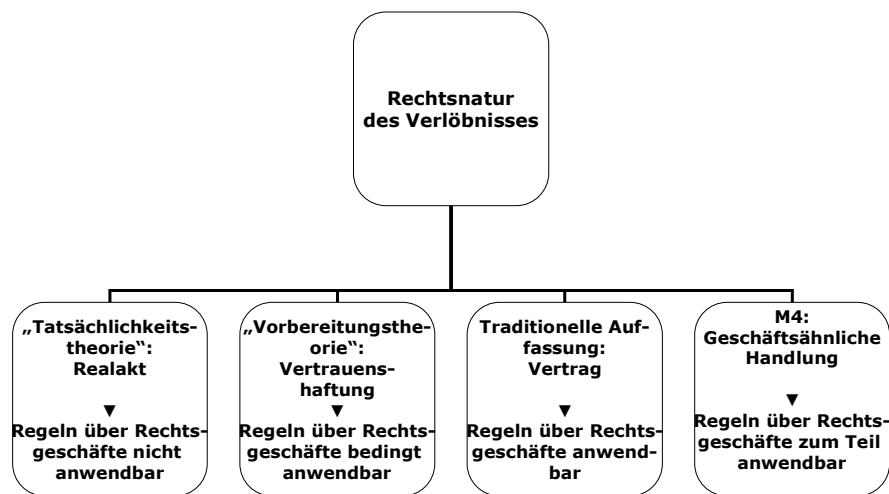 Rechtsnatur
des Verlöbnisses
„Tatsächlichkeits-
theorie“:
Realakt
▼
Regeln über Rechts-
geschäfte nicht
anwendbar
„Vorbereitungsthe-
orie“:
Vertrauens-
haftung
▼
Regeln über Rechts-
geschäfte bedingt
anwendbar
Traditionelle Auf-
fassung:
Vertrag
▼
Regeln über Rechts-
geschäfte anwend-
bar
M4:
Geschäftsähnliche
Handlung
▼
Regeln über Rechts-
geschäfte zum Teil
anwendbar